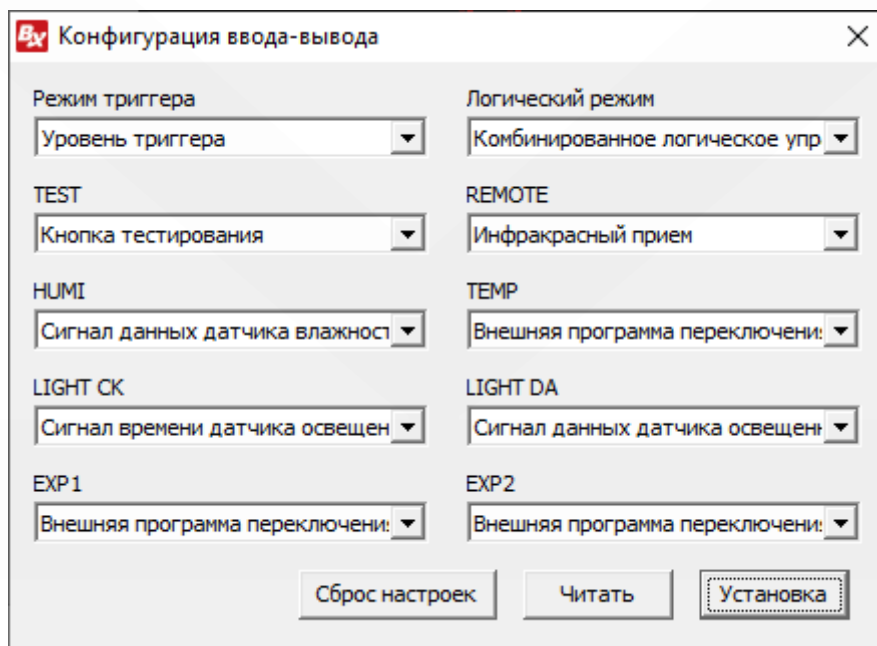 BX Конфигурация ввода-вывода
Режим триггера Логический режим
Уровень триггера Комбинированное логическое упр
TEST REMOTE
Кнопка тестирования Инфракрасный прием
HUMI TEMP
Сигнал данных датчика влажност Внешняя программа переключени
LIGHT CK LIGHT DA
Сигнал времени датчика освещен Сигнал данных датчика освещен
EXP1 EXP2
Внешняя программа переключени Внешняя программа переключени
Сброс настроек Читать Установка